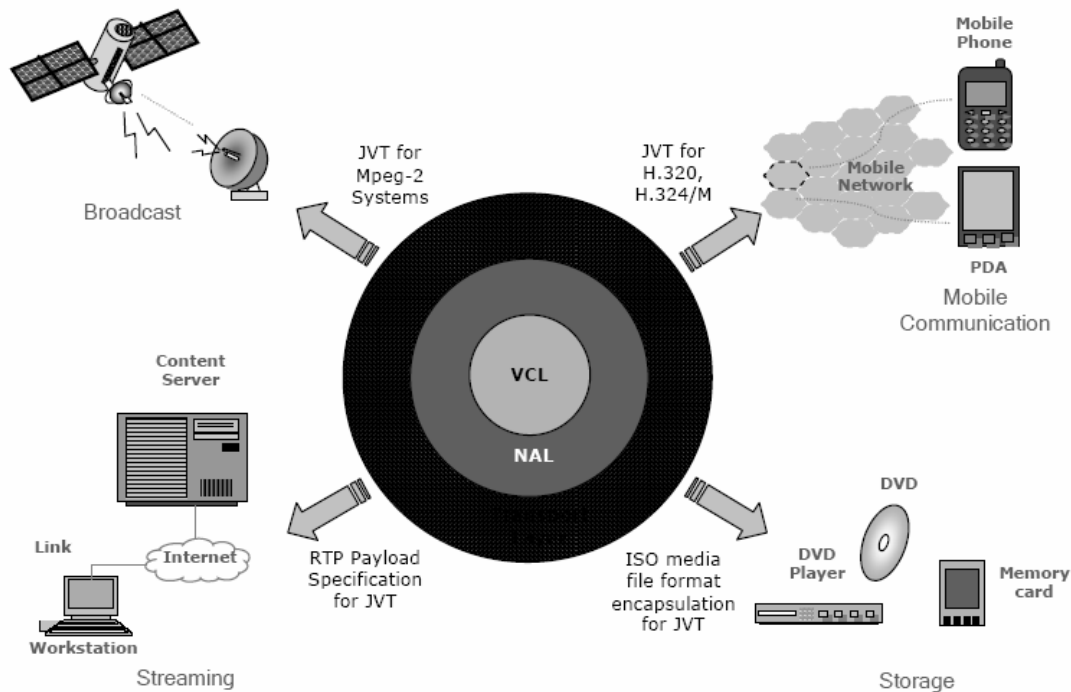 Mobile
Phone
JVT for
Mpeg-2
Systems
JVT for
H.320,
H.324/M
Mobile
Network
Broadcast
PDA
Mobile
Communication
Content
Server
VCL
NAL
DVD
Link
Internet
RTP Payload
Specification
for JVT
ISO media
file format
encapsulation
for JVT
DVD
Player
Memory
card
Workstation
Streaming
Storage